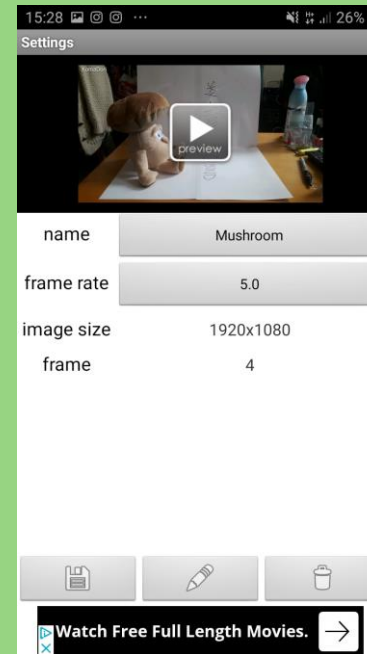 15:28 ... 26%
Settings
preview
name Mushroom
frame rate 5.0
image size 1920x1080
frame 4
Watch Free Full Length Movies.